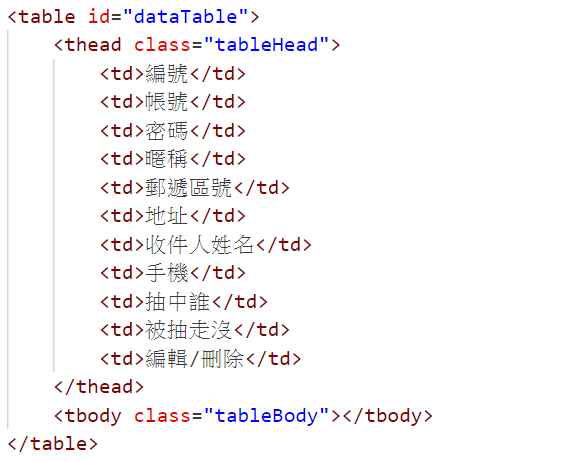 <table id="dataTable">
<thead class="tableHead">
<td>編號</td>
<td>帳號</td>
<td>密碼</td>
<td>暱稱</td>
<td>郵遞區號</td>
<td>地址</td>
<td>收件人姓名</td>
<td>手機</td>
<td>抽中誰</td>
<td>被抽走沒</td>
<td>編輯/刪除</td>
</thead>
<tbody class="tableBody"></tbody>
</table>